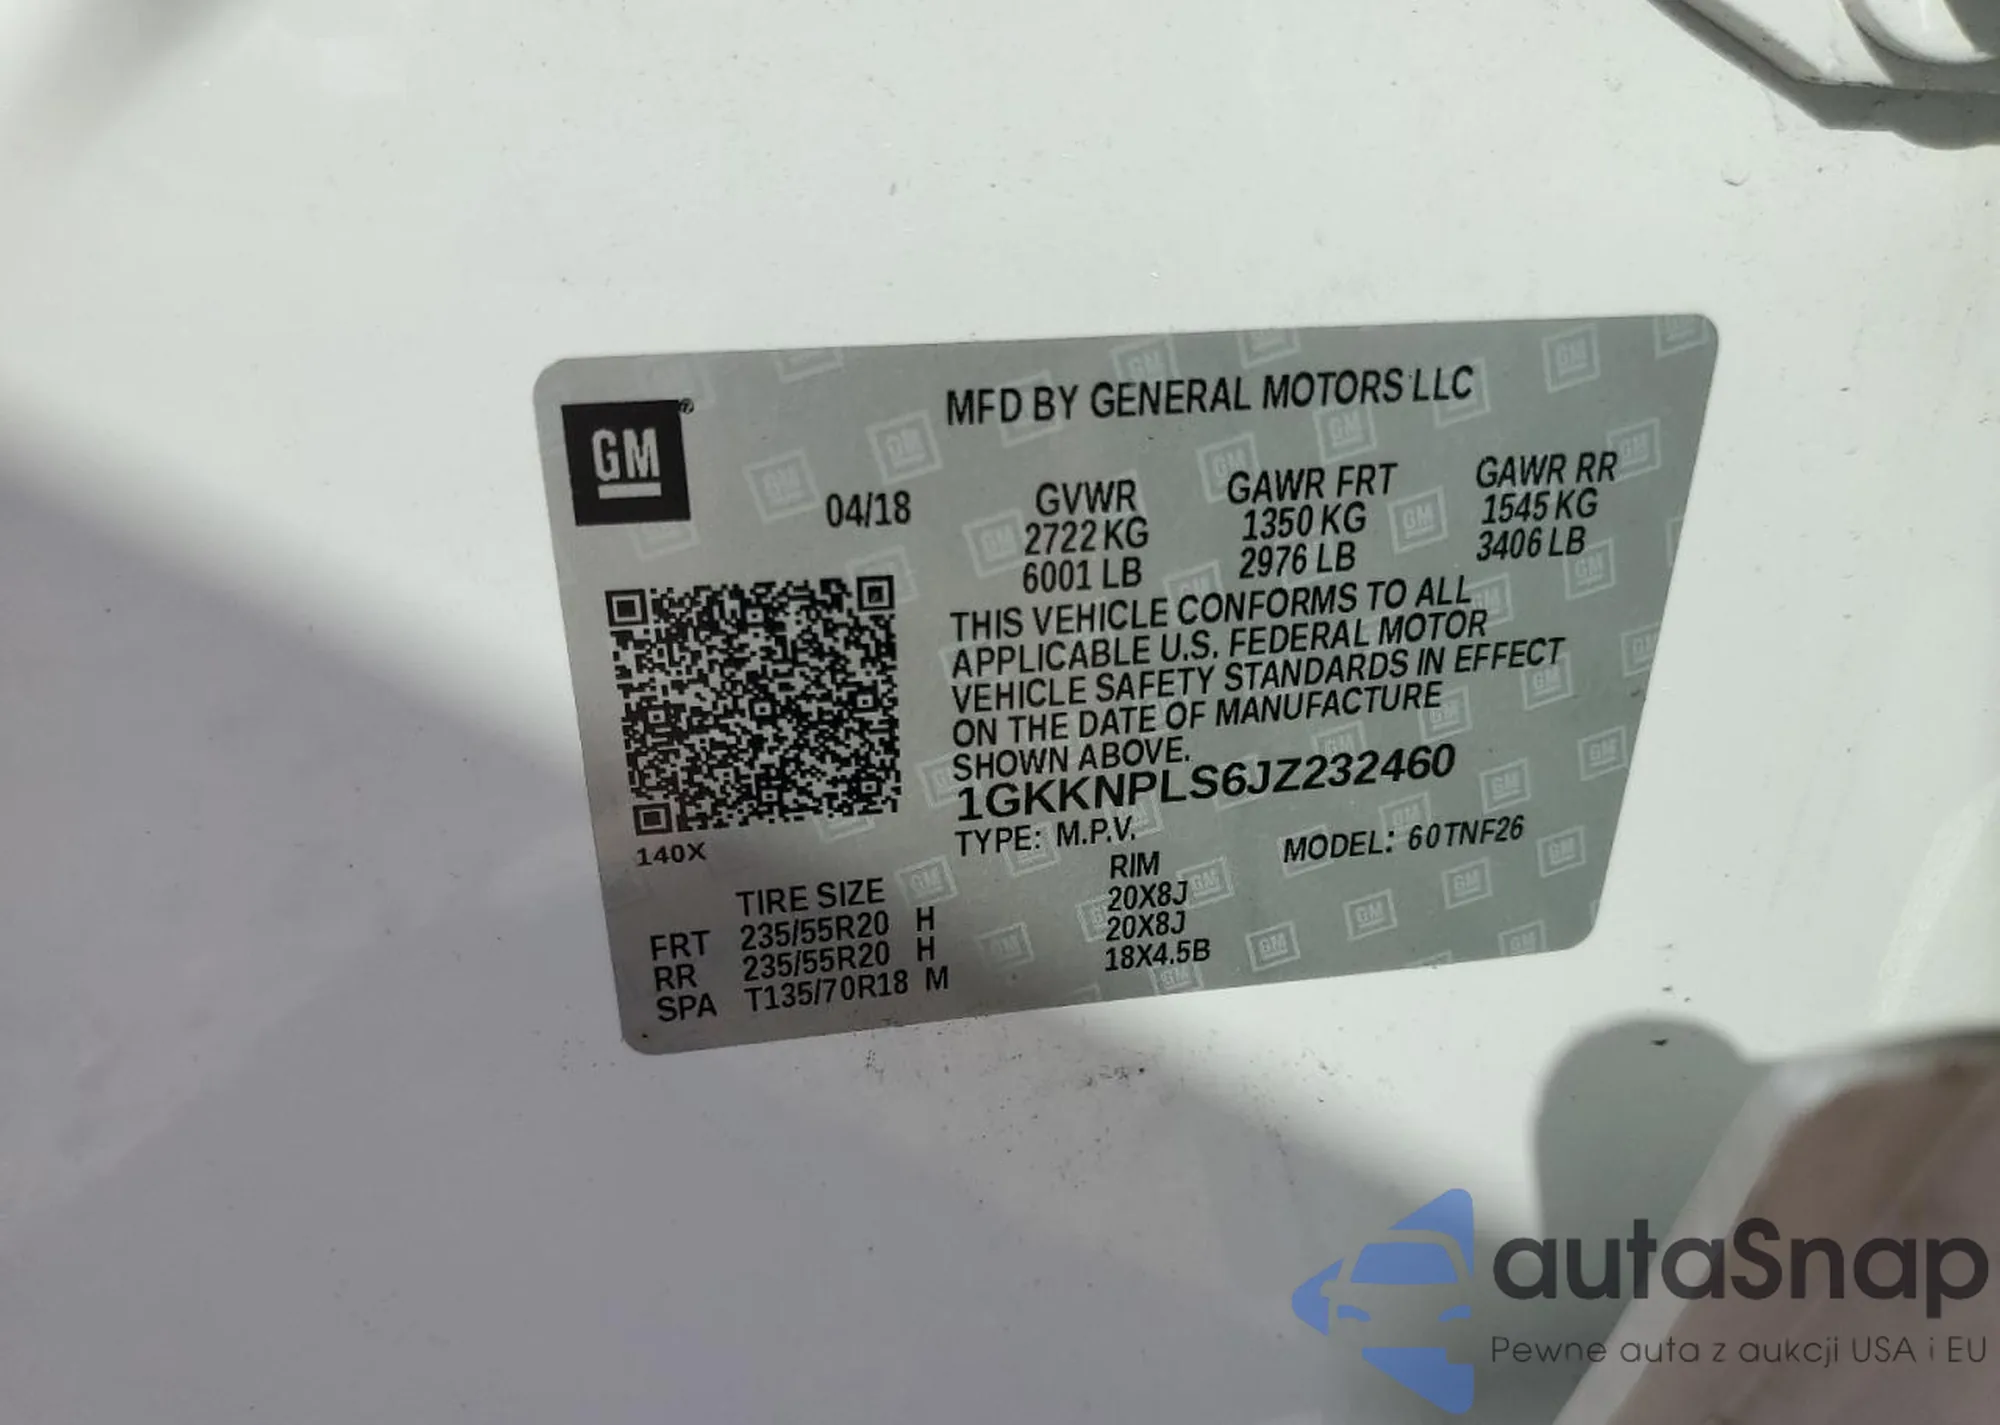 GM ®
MFD BY GENERAL MOTORS LLC
04/18
GVWR GAWR FRT GAWR RR
2722 KG 1350 KG 1545 KG
6001 LB 2976 LB 3406 LB
THIS VEHICLE CONFORMS TO ALL
APPLICABLE U.S. FEDERAL MOTOR
VEHICLE SAFETY STANDARDS IN EFFECT
ON THE DATE OF MANUFACTURE
SHOWN ABOVE.
1GKKNPLS6JZ232460
TYPE: M.P.V. MODEL: 60TNF26
140X
TIRE SIZE RIM
FRT 235/55R20 H 20X8J
RR 235/55R20 H 20X8J
SPA T135/70R18 M 18X4.5B
autaSnap
Pewne auta z aukcji USA i EU